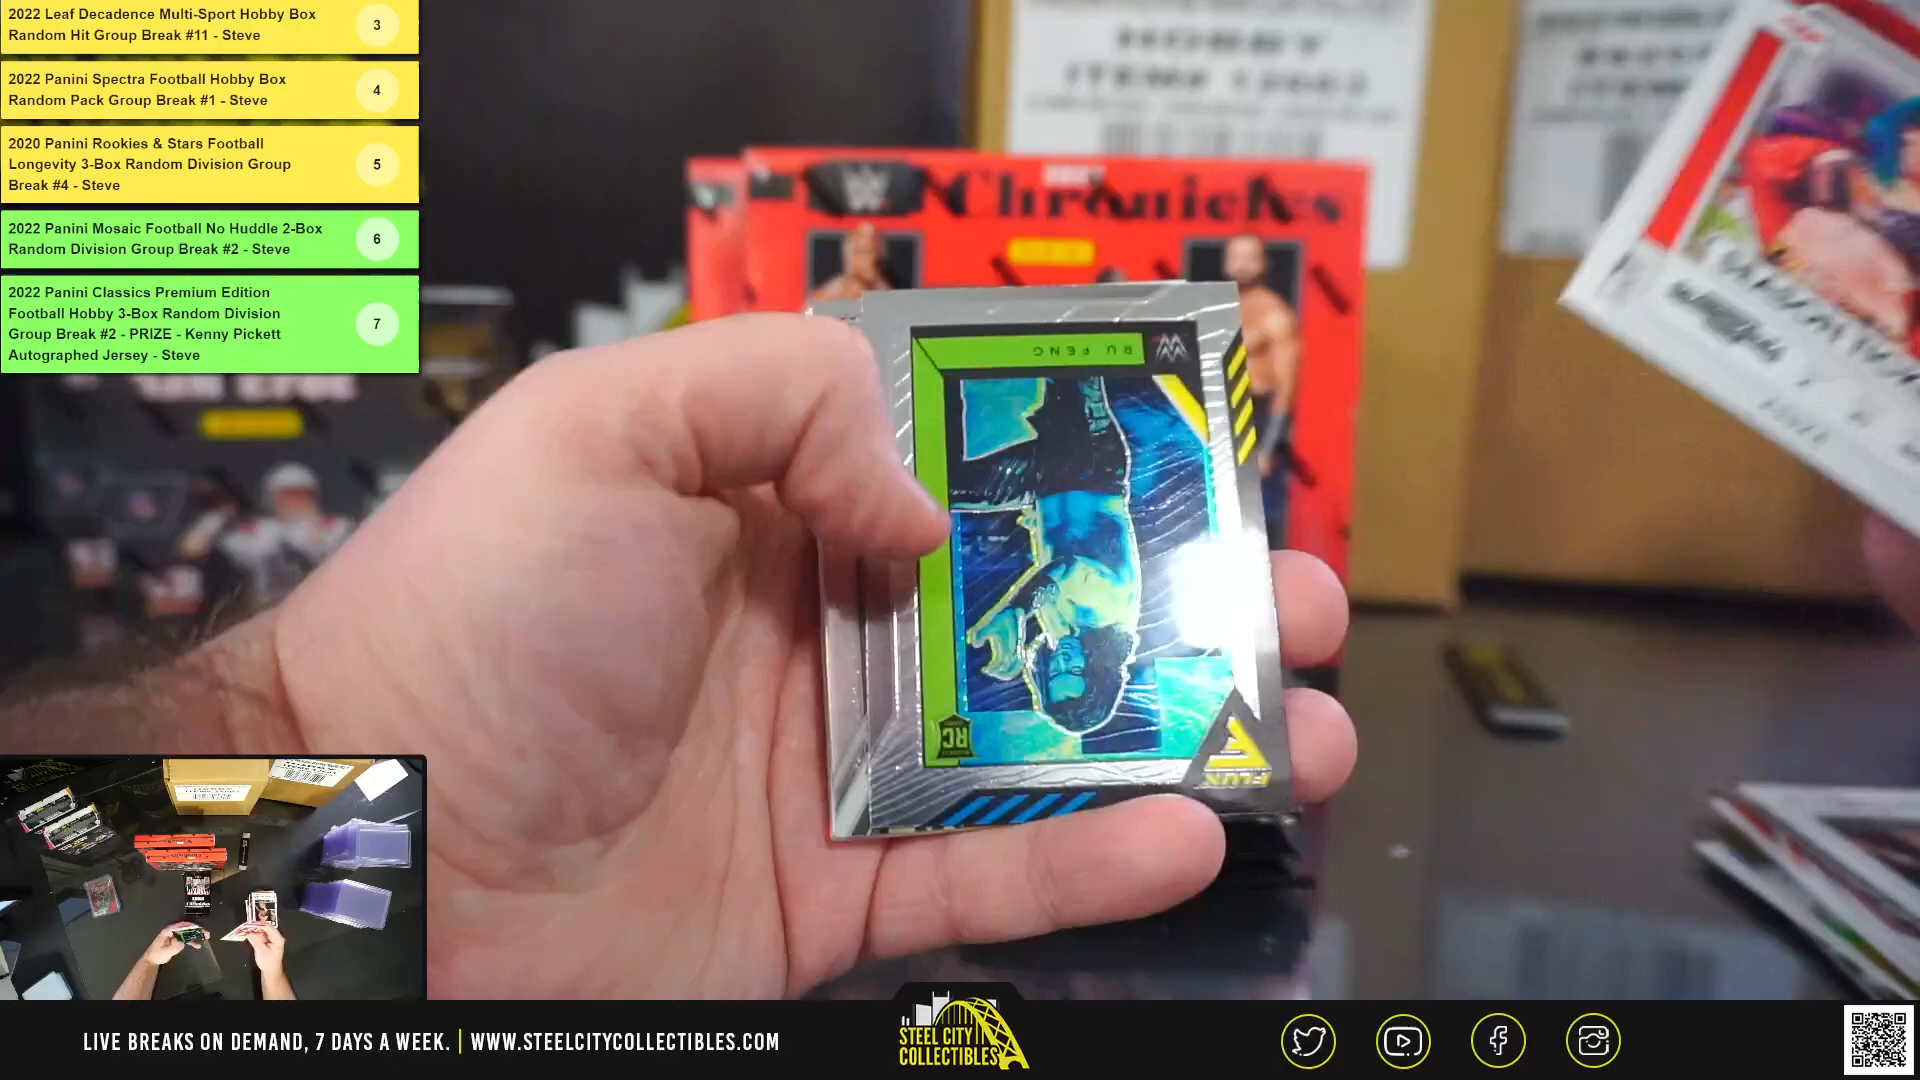 2022 Leaf Decadence Multi-Sport Hobby Box
Random Hit Group Break #11 - Steve
3
2022 Panini Spectra Football Hobby Box
Random Pack Group Break #1 - Steve
4
2020 Panini Rookies & Stars Football
Longevity 3-Box Random Division Group
Break #4 - Steve
5
2022 Panini Mosaic Football No Huddle 2-Box
Random Division Group Break #2 - Steve
6
2022 Panini Classics Premium Edition
Football Hobby 3-Box Random Division
Group Break #2 - PRIZE - Kenny Pickett
Autographed Jersey - Steve
7
HOBBY
Chronicles
RU FENG
RC
FLUX
LIVE BREAKS ON DEMAND, 7 DAYS A WEEK. | WWW.STEELCITYCOLLECTIBLES.COM
STEEL CITY
COLLECTIBLES